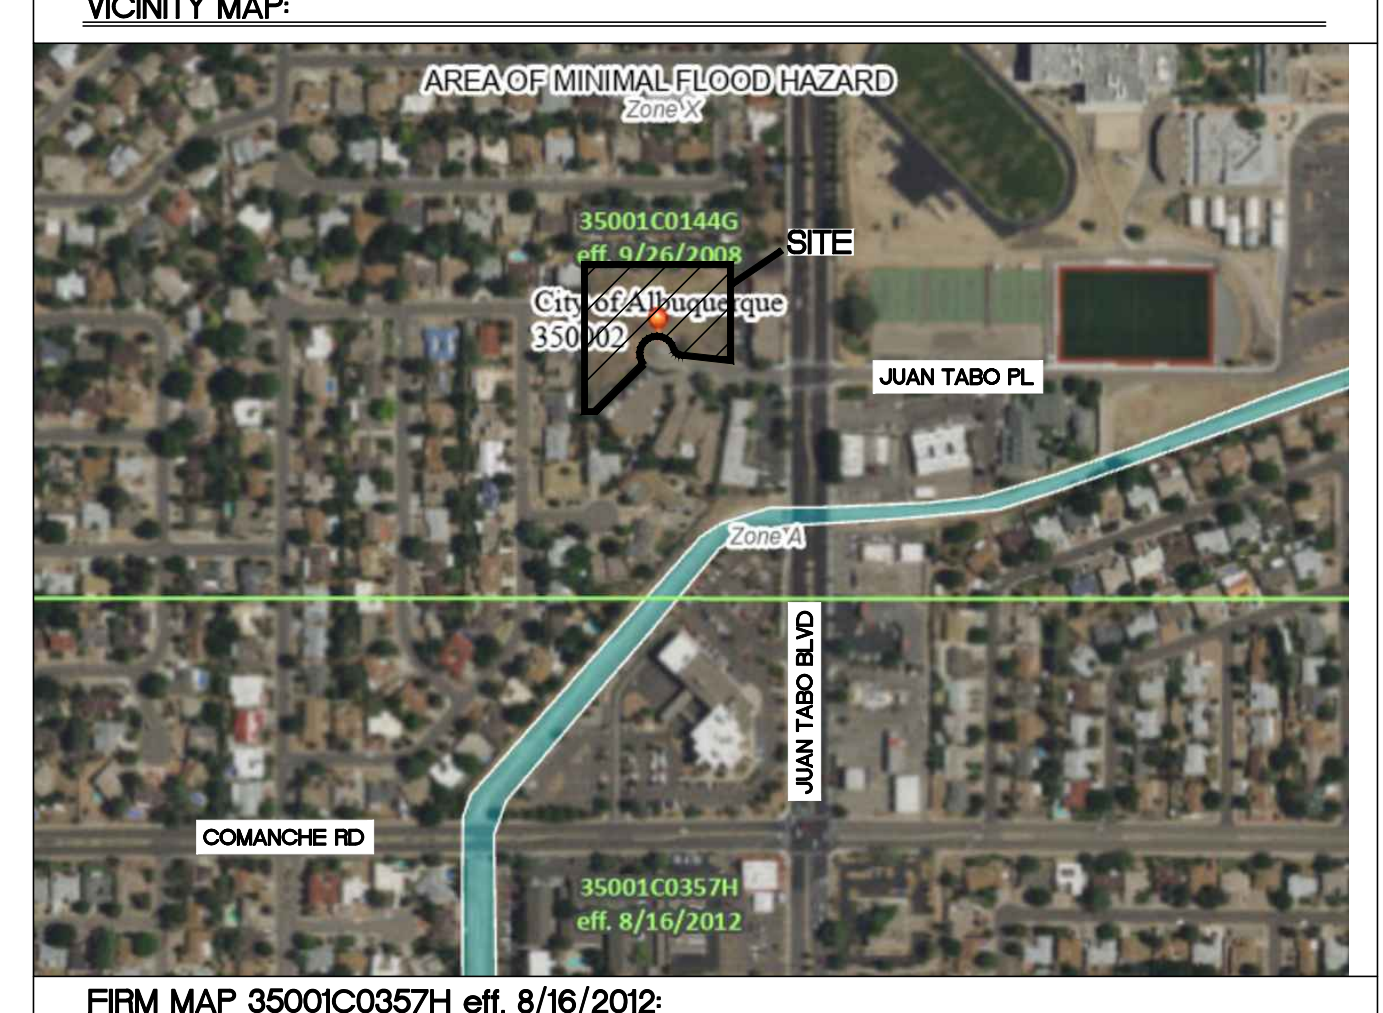 VICINITY MAP:
AREA OF MINIMAL FLOOD HAZARD
Zone X
35001C0144G
eff. 9/26/2008
SITE
City of Albuquerque
350002
JUAN TABO PL
Zone A
JUAN TABO BLVD
COMANCHE RD
35001C0357H
eff. 8/16/2012
FIRM MAP 35001C0357H eff. 8/16/2012: